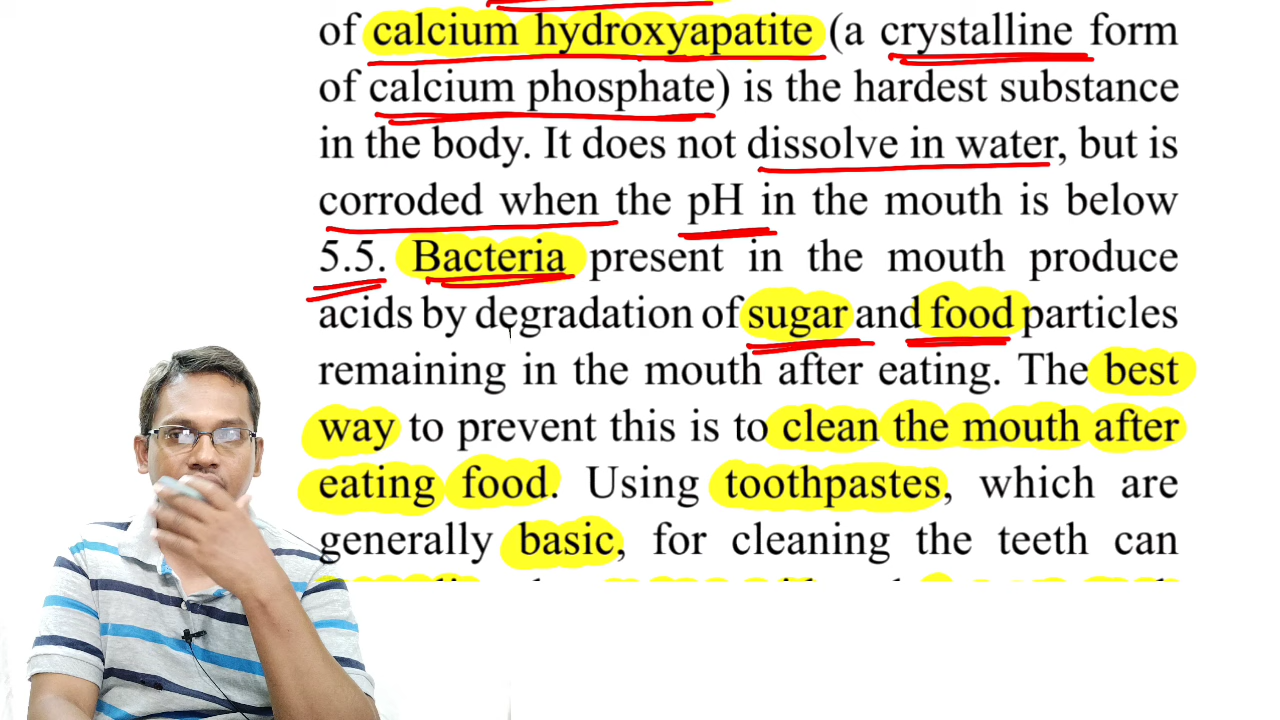 of calcium hydroxyapatite (a crystalline form
of calcium phosphate) is the hardest substance
in the body. It does not dissolve in water, but is
corroded when the pH in the mouth is below
5.5. Bacteria present in the mouth produce
acids by degradation of sugar and food particles
remaining in the mouth after eating. The best
way to prevent this is to clean the mouth after
eating food. Using toothpastes, which are
generally basic, for cleaning the teeth can